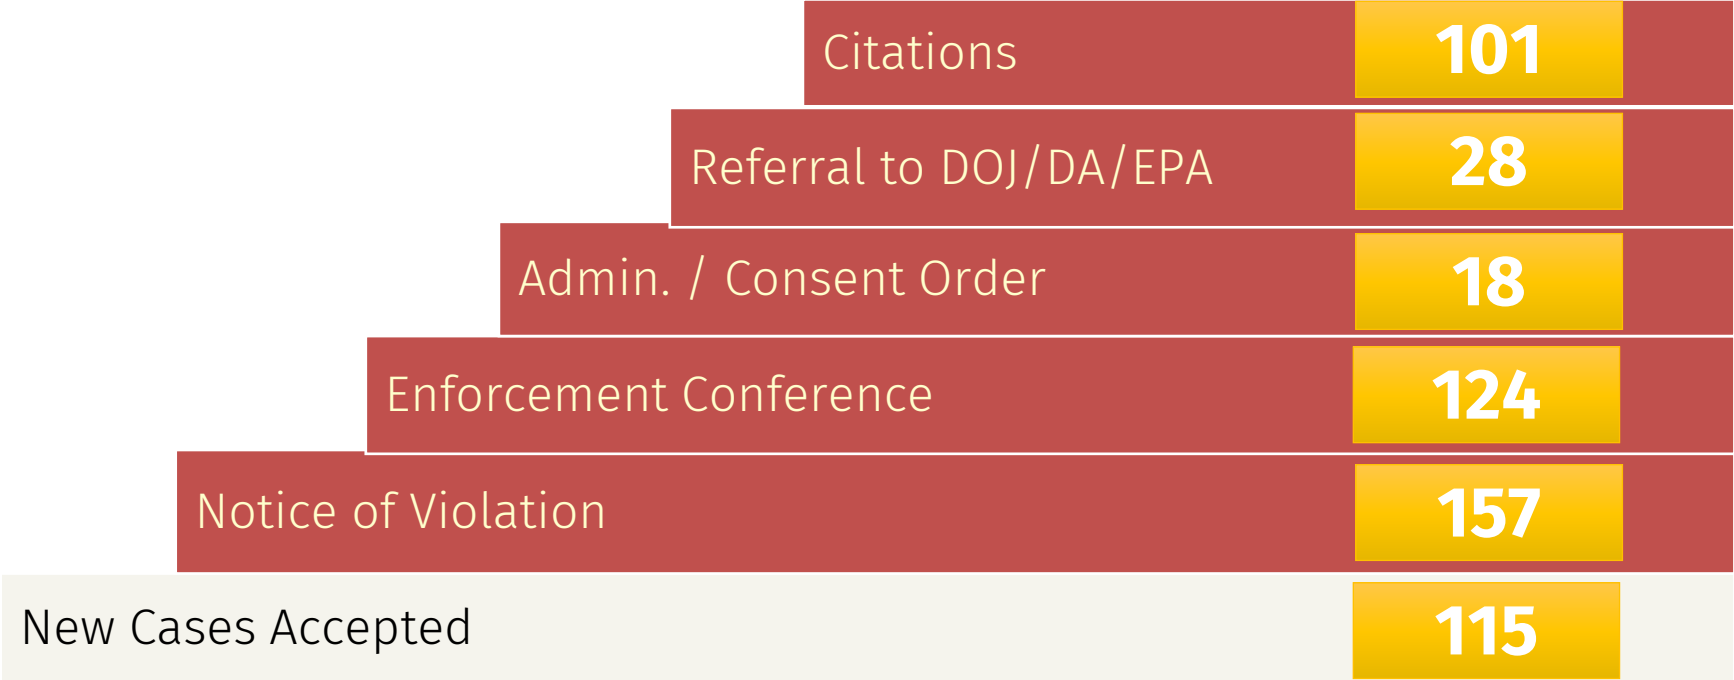 Citations 101
Referral to DOJ/DA/EPA 28
Admin. / Consent Order 18
Enforcement Conference 124
Notice of Violation 157
New Cases Accepted 115